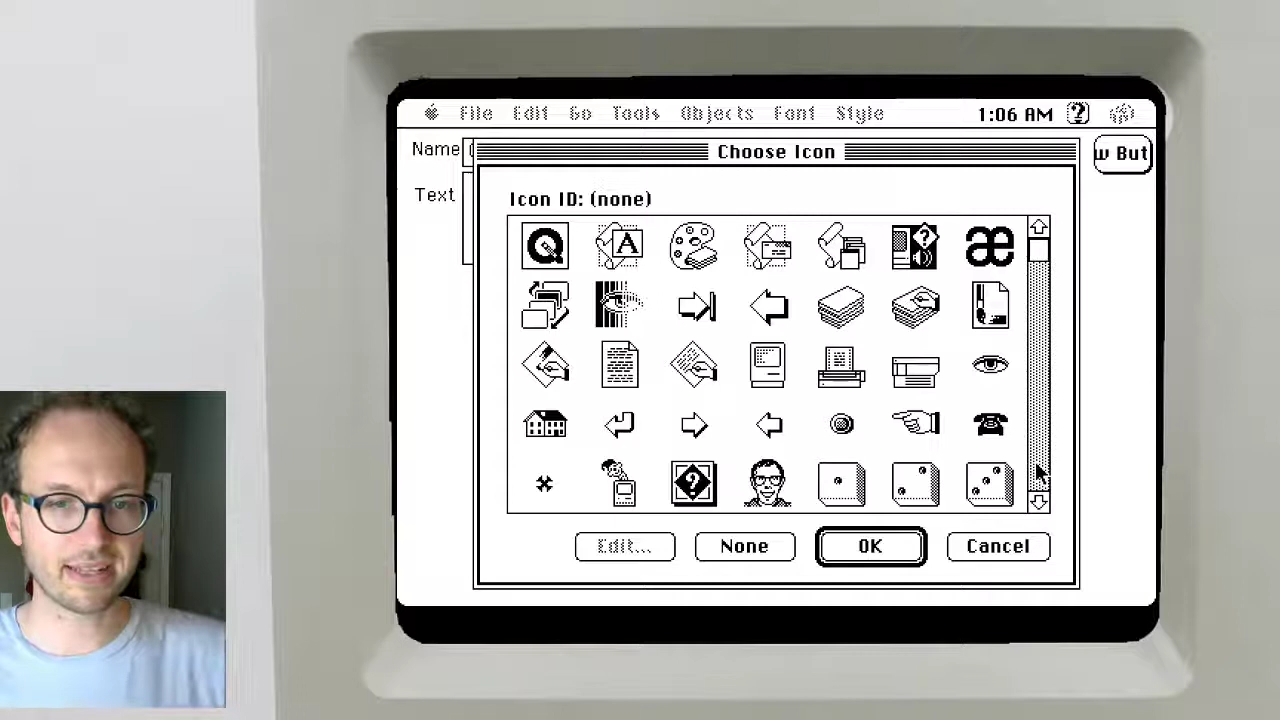 File Edit Go Tools Objects Font Style 1:06 AM ?
Choose Icon
Name
w But
Text
Icon ID: (none)
Q A ? æ
?
Edit... None OK Cancel